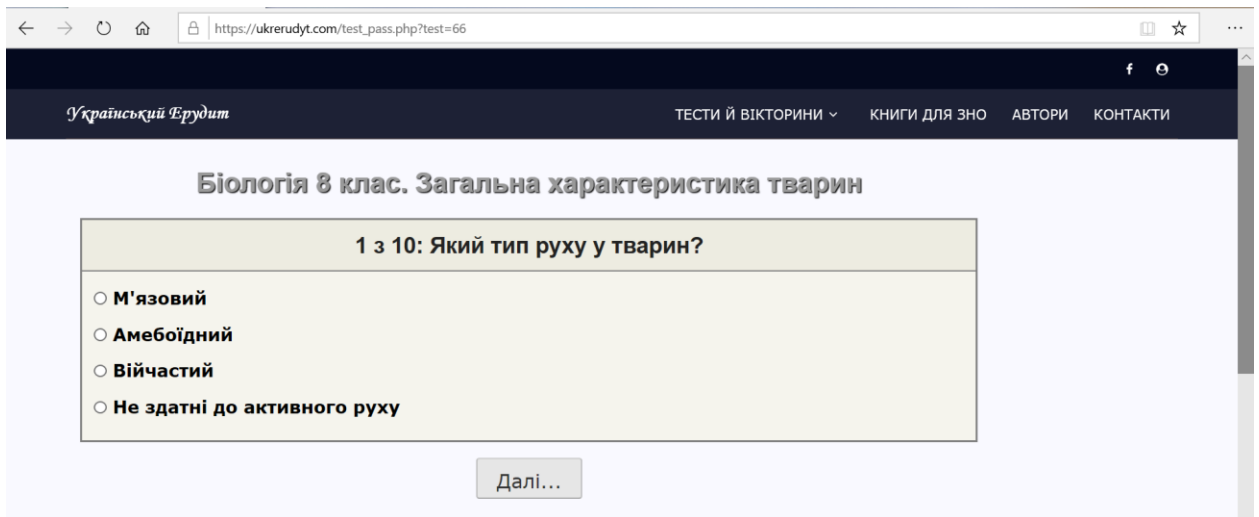 https://ukrerudyt.com/test_pass.php?test=66
Український Ерудит
ТЕСТИ Й ВІКТОРИНИ КНИГИ ДЛЯ ЗНО АВТОРИ КОНТАКТИ
Біологія 8 клас. Загальна характеристика тварин
1 з 10: Який тип руху у тварин?
М'язовий
Амебоїдний
Війчастий
Не здатні до активного руху
Далі...